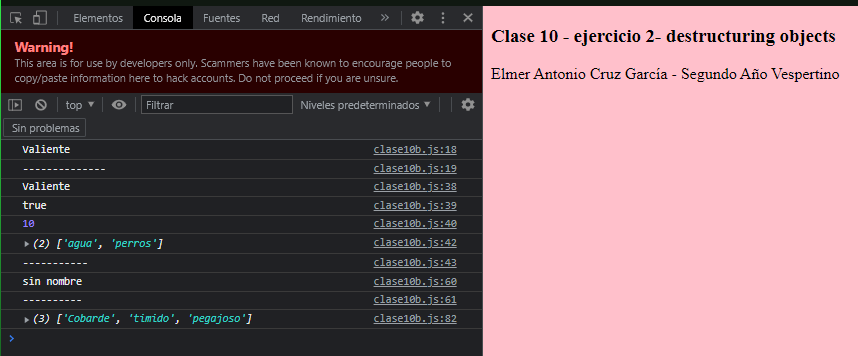 Elementos Consola Fuentes Red Rendimiento »
Warning!
This area is for use by developers only. Scammers have been known to encourage people to
copy/paste information here to hack accounts. Do not proceed if you are unsure.
top ▼ Filtrar Niveles predeterminados ▼
Sin problemas
Valiente clase10b.js:18
-------------- clase10b.js:19
Valiente clase10b.js:38
true clase10b.js:39
10 clase10b.js:40
▶ (2) ['agua', 'perros'] clase10b.js:42
----------- clase10b.js:43
sin nombre clase10b.js:60
---------- clase10b.js:61
▶ (3) ['Cobarde', 'timido', 'pegajoso'] clase10b.js:82
>
Clase 10 - ejercicio 2- destructuring objects
Elmer Antonio Cruz García - Segundo Año Vespertino